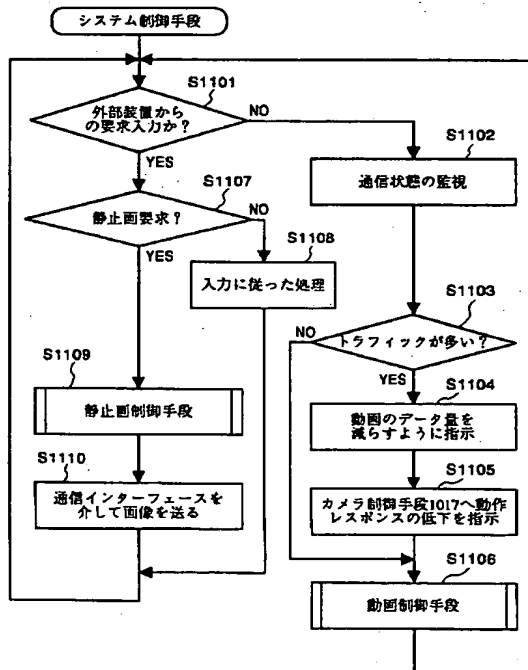 システム制御手段
S1101
外部装置から
の要求入力か?
NO
YES
S1102
通信状態の監視
S1107
静止画要求?
NO
YES
S1108
入力に従った処理
S1103
トラフィックが多い?
NO
YES
S1109
静止画制御手段
S1104
動画のデータ量を
減らすように指示
S1110
通信インターフェースを
介して画像を送る
S1105
カメラ制御手段1017へ動作
レスポンスの低下を指示
S1106
動画制御手段